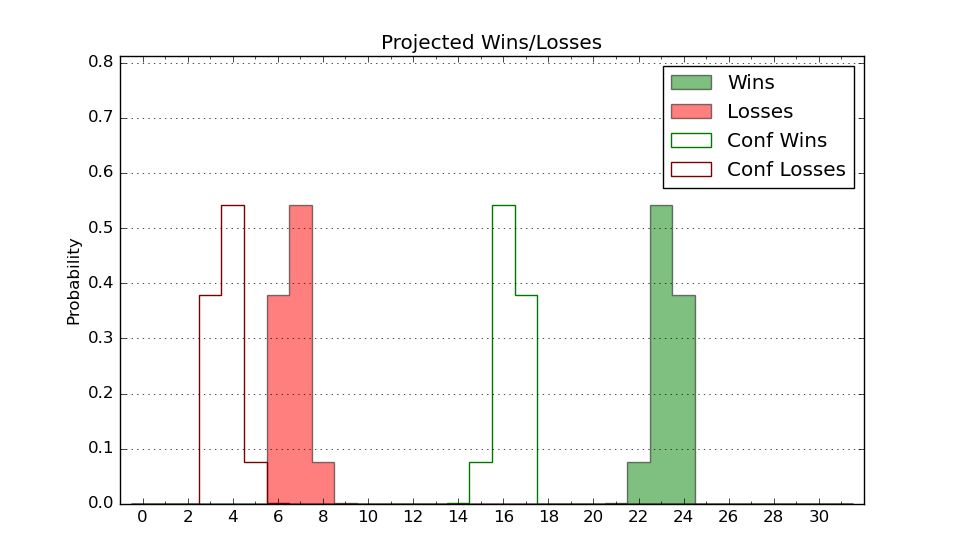 Projected Wins/Losses
Probability
0.8
0.7
0.6
0.5
0.4
0.3
0.2
0.1
0.0
Wins
Losses
Conf Wins
Conf Losses
0 2 4 6 8 10 12 14 16 18 20 22 24 26 28 30